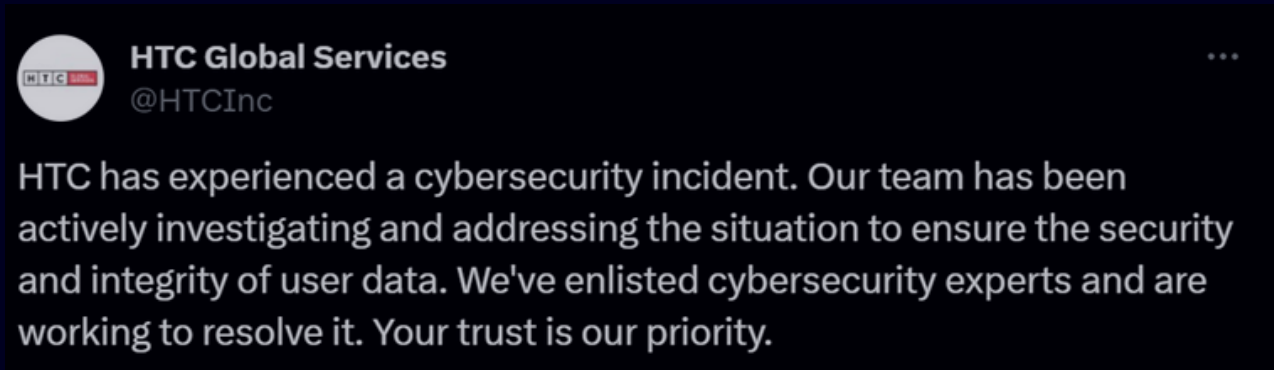 HTC Global Services
@HTCInc
HTC has experienced a cybersecurity incident. Our team has been
actively investigating and addressing the situation to ensure the security
and integrity of user data. We've enlisted cybersecurity experts and are
working to resolve it. Your trust is our priority.